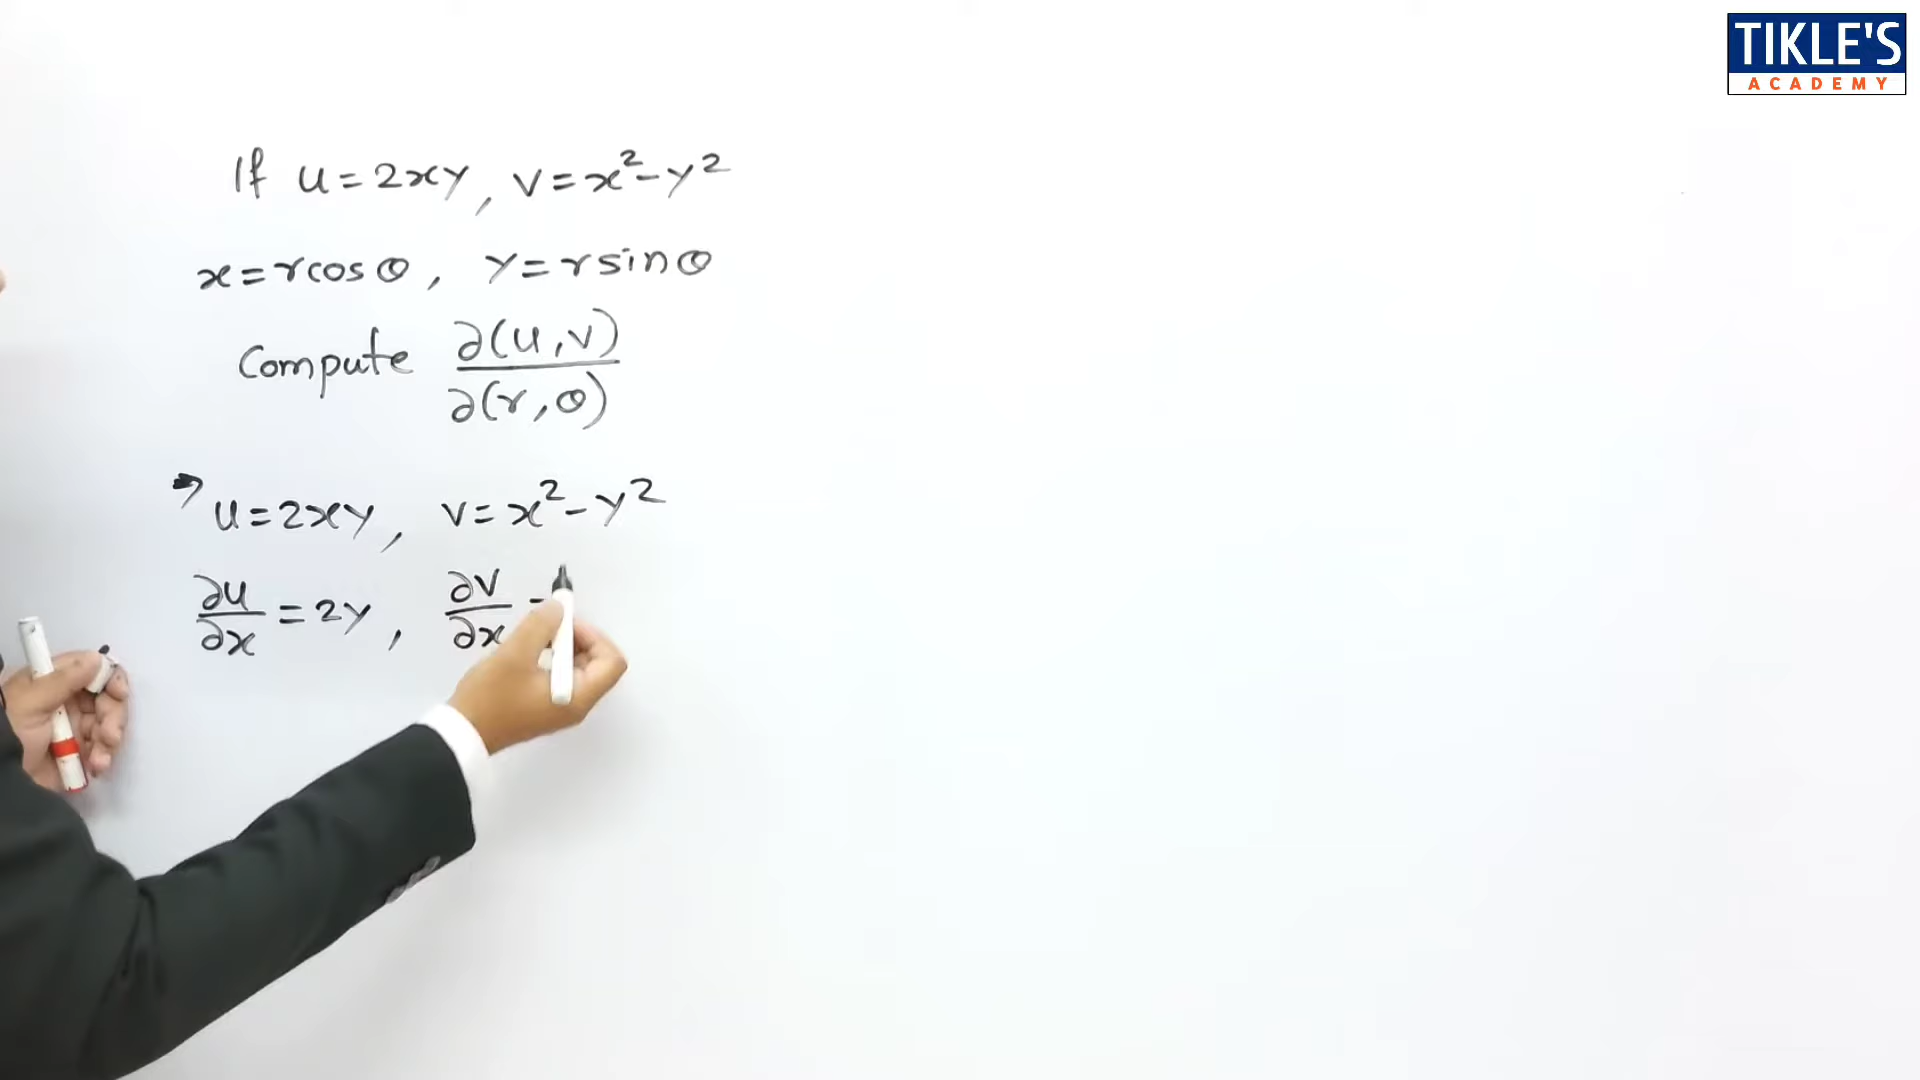 TIKLE'S
ACADEMY
If u = 2xy, v = x² - y²
x = r cos θ, y = r sin θ
Compute ∂(u,v)/∂(r,θ)
→ u = 2xy, v = x² - y²
∂u/∂x = 2y, ∂v/∂x =